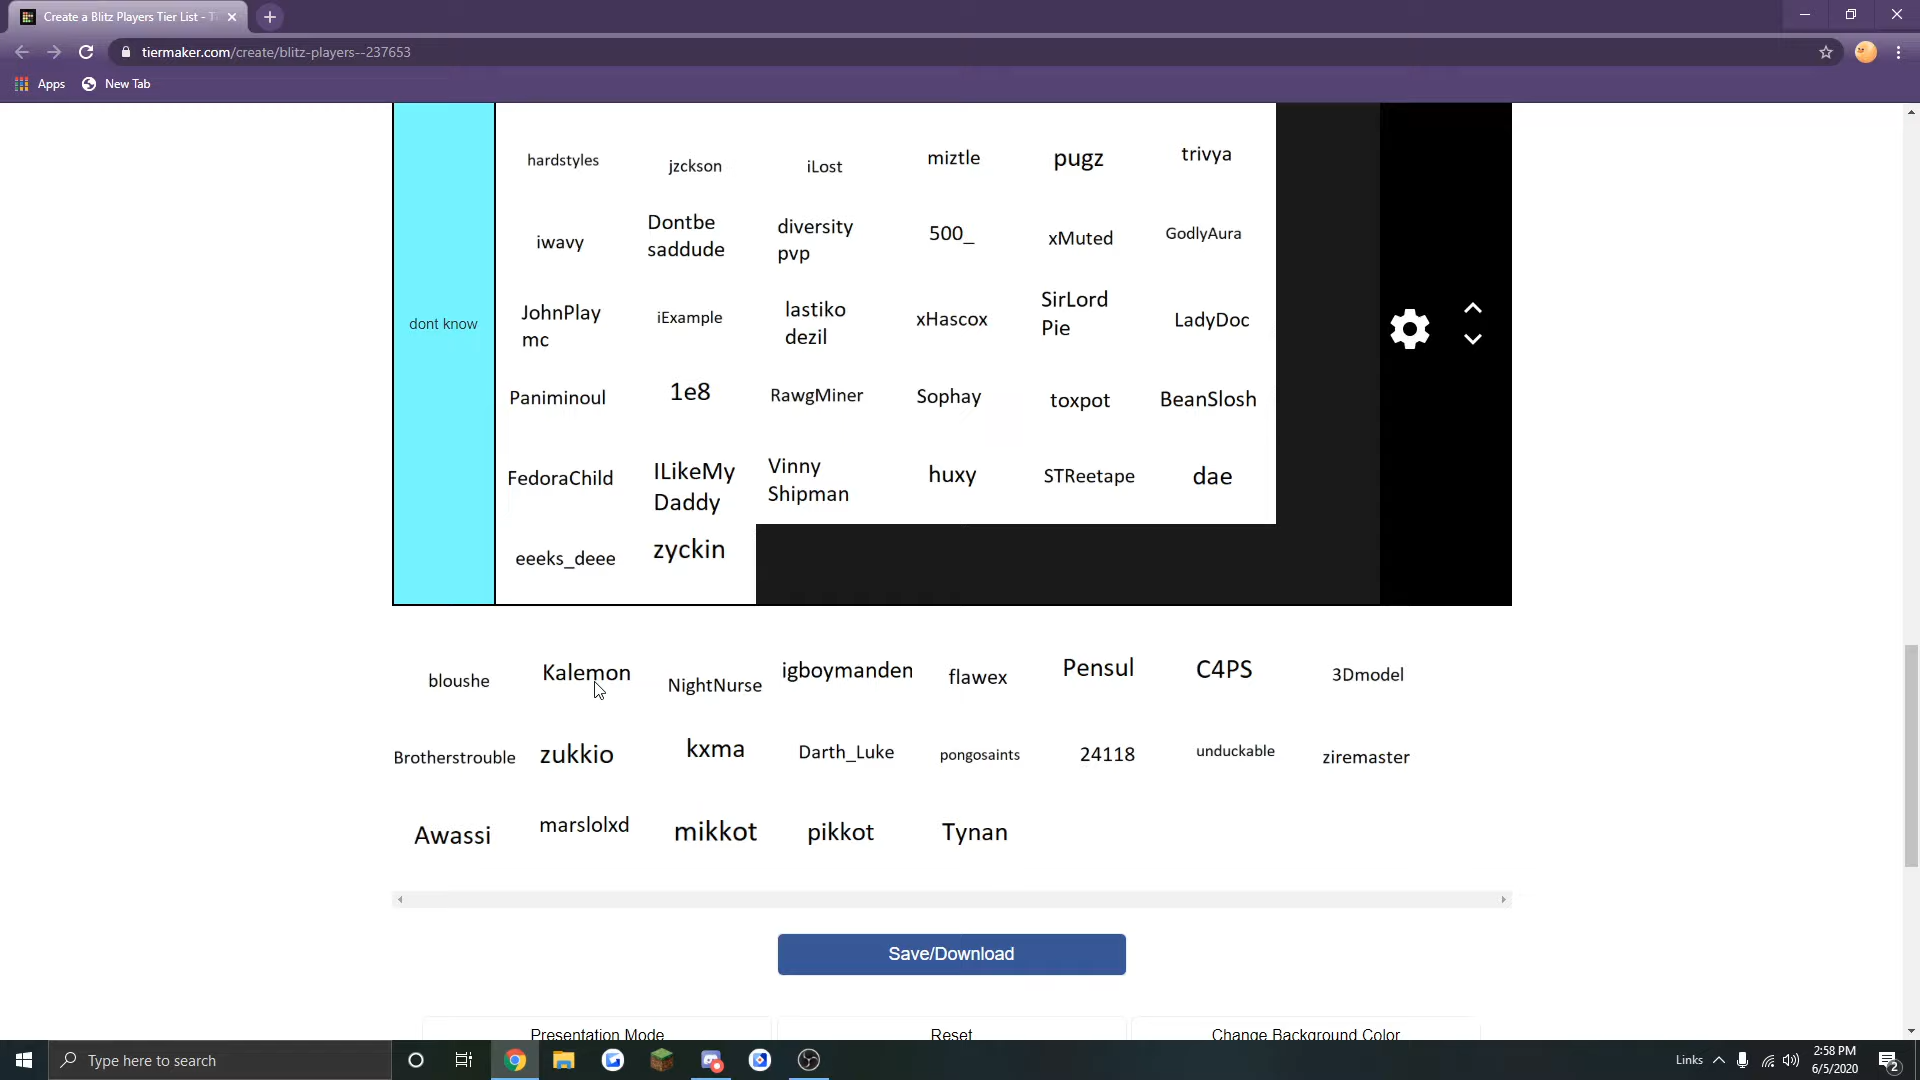 Create a Blitz Players Tier List - T
tiermaker.com/create/blitz-players--237653
Apps
New Tab
hardstyles
jzckson
iLost
miztle
pugz
trivya
iwavy
Dontbe
saddude
diversity
pvp
500_
xMuted
GodlyAura
dont know
JohnPlay
mc
iExample
lastiko
dezil
xHascox
SirLord
Pie
LadyDoc
Paniminoul
1e8
RawgMiner
Sophay
toxpot
BeanSlosh
FedoraChild
ILikeMy
Daddy
Vinny
Shipman
huxy
STReetape
dae
eeeks_deee
zyckin
bloushe
Kalemon
NightNurse
igboymanden
flawex
Pensul
C4PS
3Dmodel
Brotherstrouble
zukkio
kxma
Darth_Luke
pongosaints
24118
unduckable
ziremaster
Awassi
marslolxd
mikkot
pikkot
Tynan
Save/Download
Presentation Mode
Reset
Change Background Color
Type here to search
Links
2:58 PM
6/5/2020
2